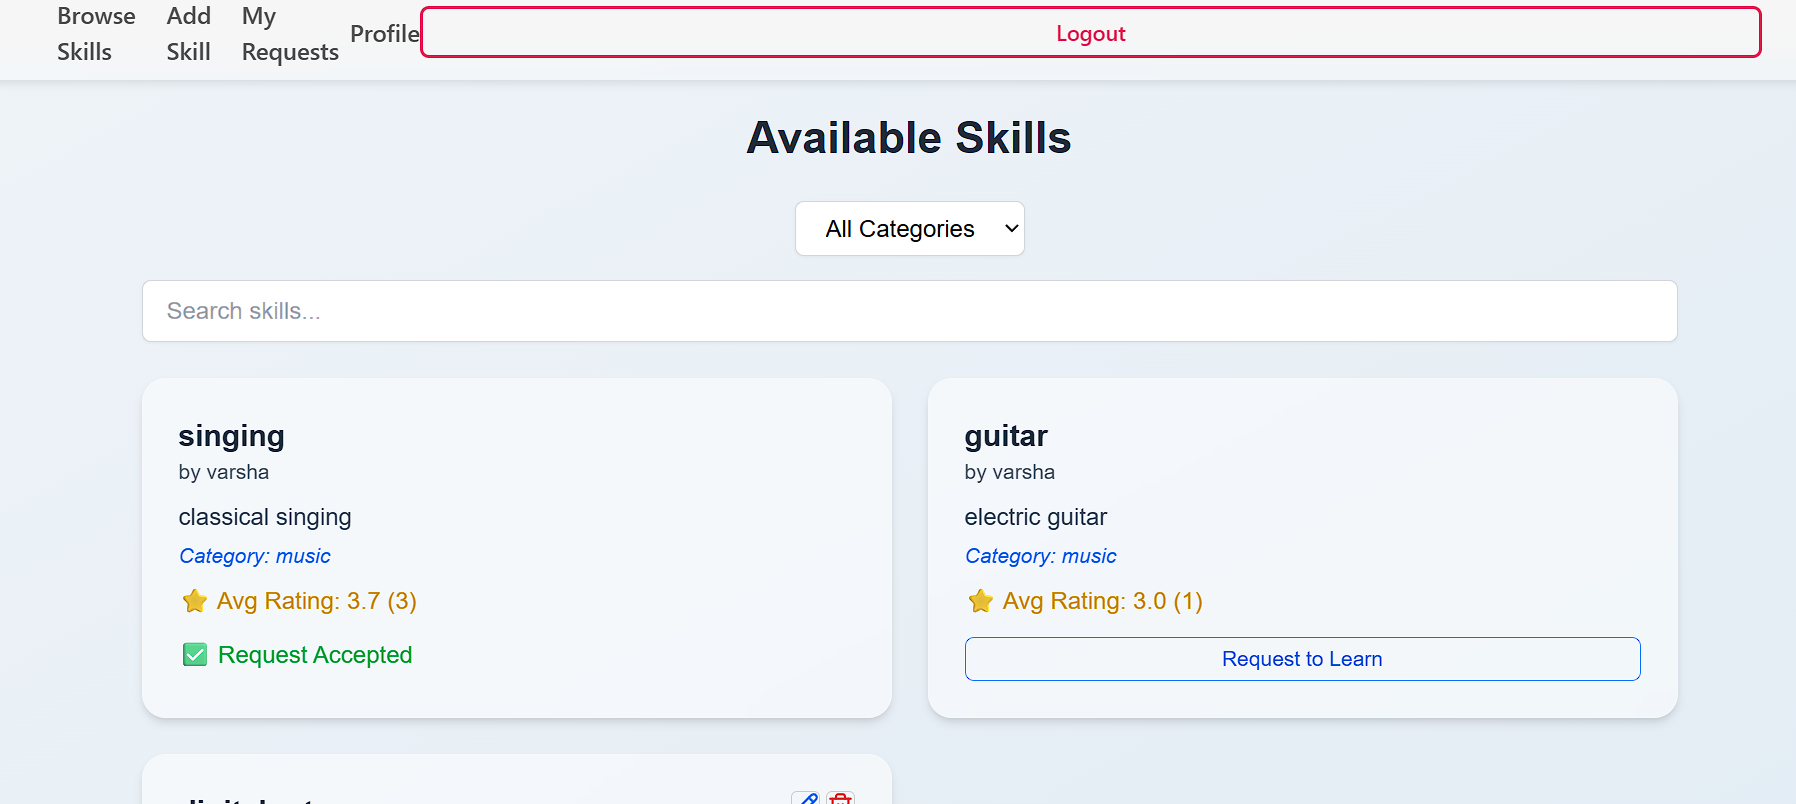 Browse Skills
Add Skill
My Requests
Profile
Logout
Available Skills
All Categories
Search skills...
singing
by varsha
classical singing
Category: music
Avg Rating: 3.7 (3)
Request Accepted
guitar
by varsha
electric guitar
Category: music
Avg Rating: 3.0 (1)
Request to Learn